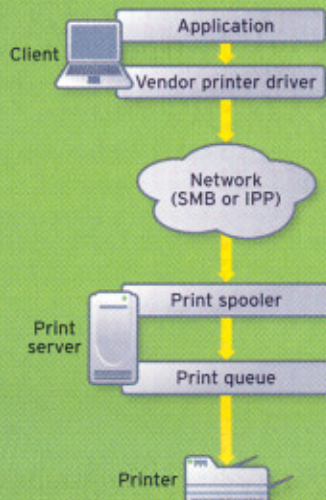 Application
Client
Vendor printer driver
Network
(SMB or IPP)
Print spooler
Print
server
Print queue
Printer